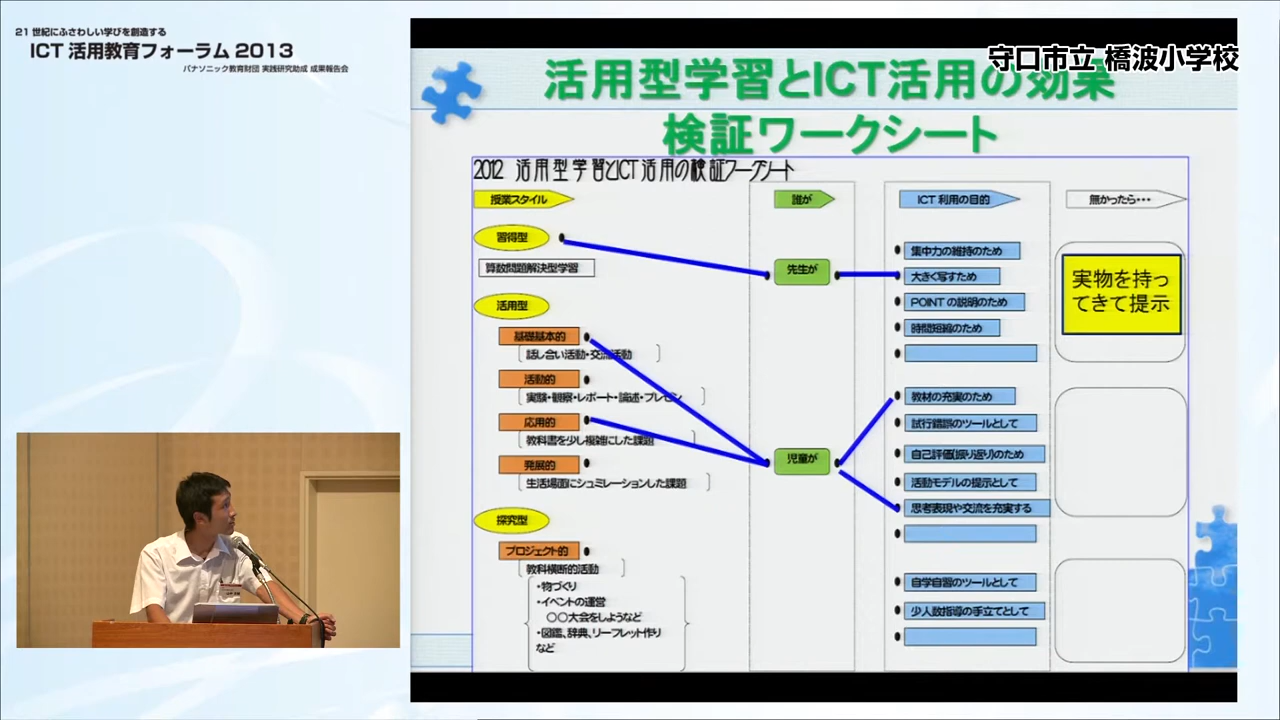 21 世紀にふさわしい学びを創造する
ICT 活用教育フォーラム 2013
パナソニック教育財団 実践研究助成 成果報告会
守口市立 橋波小学校
活用型学習とICT活用の効果
検証ワークシート
2012 活用型学習とICT活用の検証ワークシート
授業スタイル
誰が
ICT 利用の目的
無かったら・・・
習得型
算数問題解決型学習
活用型
基礎基本的
話し合い活動・交流活動
活動的
実験・観察・レポート・論述・プレゼン
応用的
教科書を少し複雑にした課題
発展的
生活場面にシュミレーションした課題
探究型
プロジェクト的
教科横断的活動
・物づくり
・イベントの運営
〇〇大会をしようなど
・図鑑、辞典、リーフレット作り
など
先生が
児童が
集中力の維持のため
大きく写すため
POINT の説明のため
時間短縮のため
教材の充実のため
試行錯誤のツールとして
自己評価(振り返り)のため
活動モデルの提示として
思考表現や交流を充実する
自学自習のツールとして
少人数指導の手立てとして
実物を持っ
てきて提示